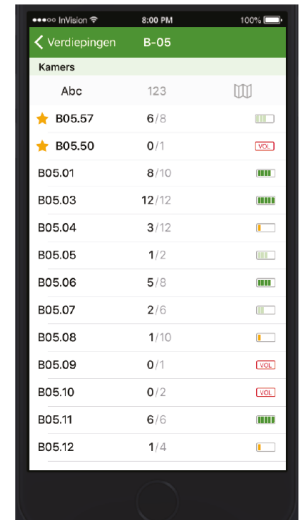 InVision 8:00 PM 100%
Verdiepingen B-05
Kamers
Abc 123
B05.57 6/8
B05.50 0/1 VOL
B05.01 8/10
B05.03 12/12
B05.04 3/12
B05.05 1/2
B05.06 5/8
B05.07 2/6
B05.08 1/10
B05.09 0/1 VOL
B05.10 0/2 VOL
B05.11 6/6
B05.12 1/4